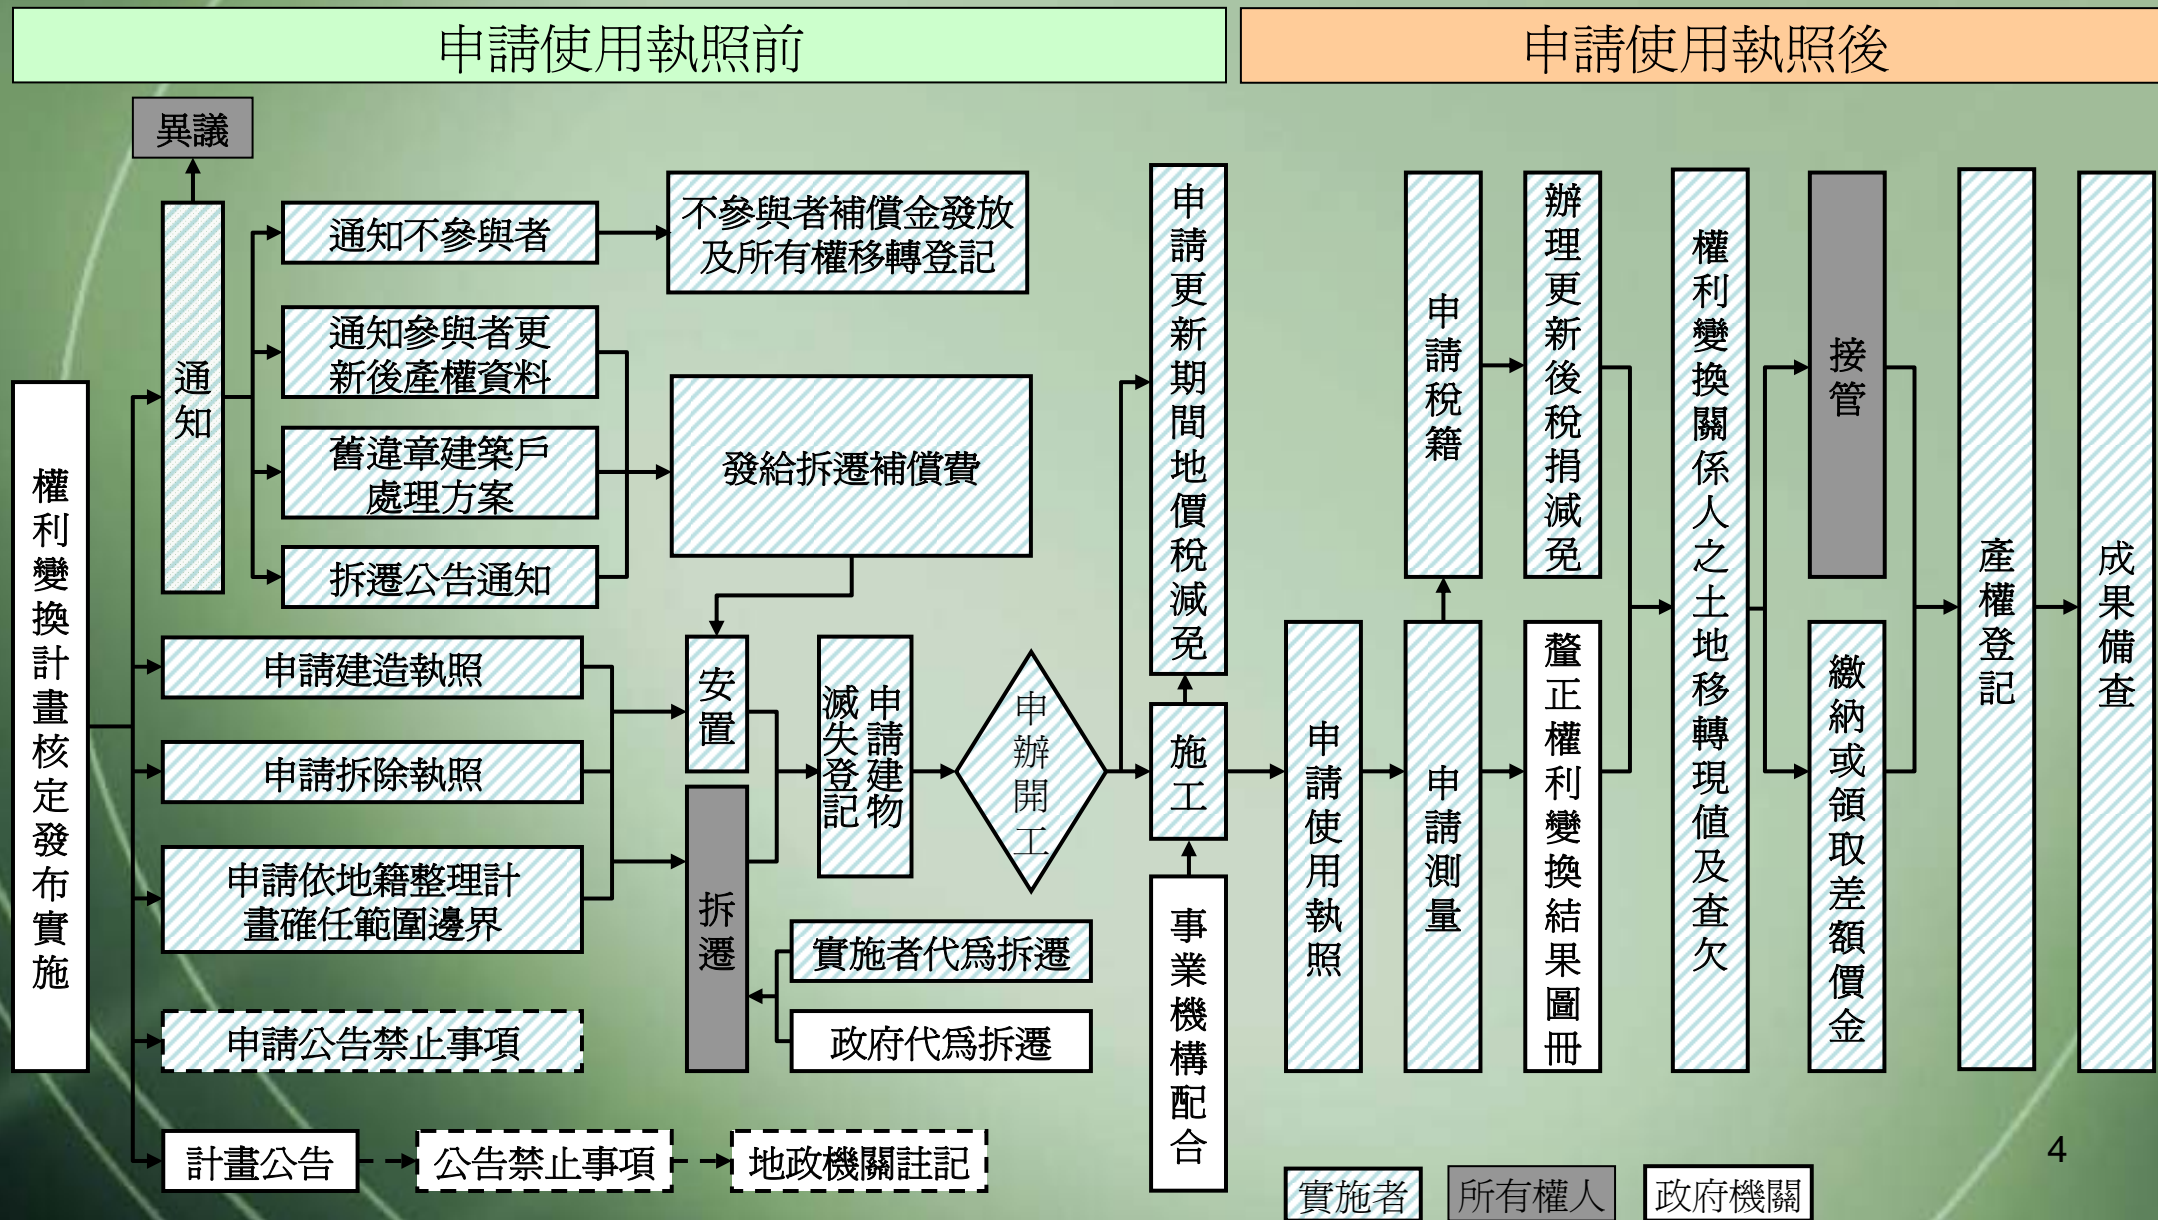 申請使用執照前
申請使用執照後
異議
通知
通知不參與者
不參與者補償金發放
及所有權移轉登記
通知參與者更
新後產權資料
舊違章建築戶
處理方案
拆遷公告通知
發給拆遷補償費
權利變換計畫核定發布實施
申請建造執照
申請拆除執照
申請依地籍整理計
畫確任範圍邊界
申請公告禁止事項
計畫公告
公告禁止事項
地政機關註記
安置
拆遷
申請建物
滅失登記
申辦開工
實施者代為拆遷
政府代為拆遷
申請更新期間地價稅減免
施工
事業機構配合
申請使用執照
申請稅籍
申請測量
辦理更新後稅捐減免
釐正權利變換結果圖冊
權利變換關係人之土地移轉現值及查欠
接管
繳納或領取差額價金
產權登記
成果備查
4
實施者
所有權人
政府機關